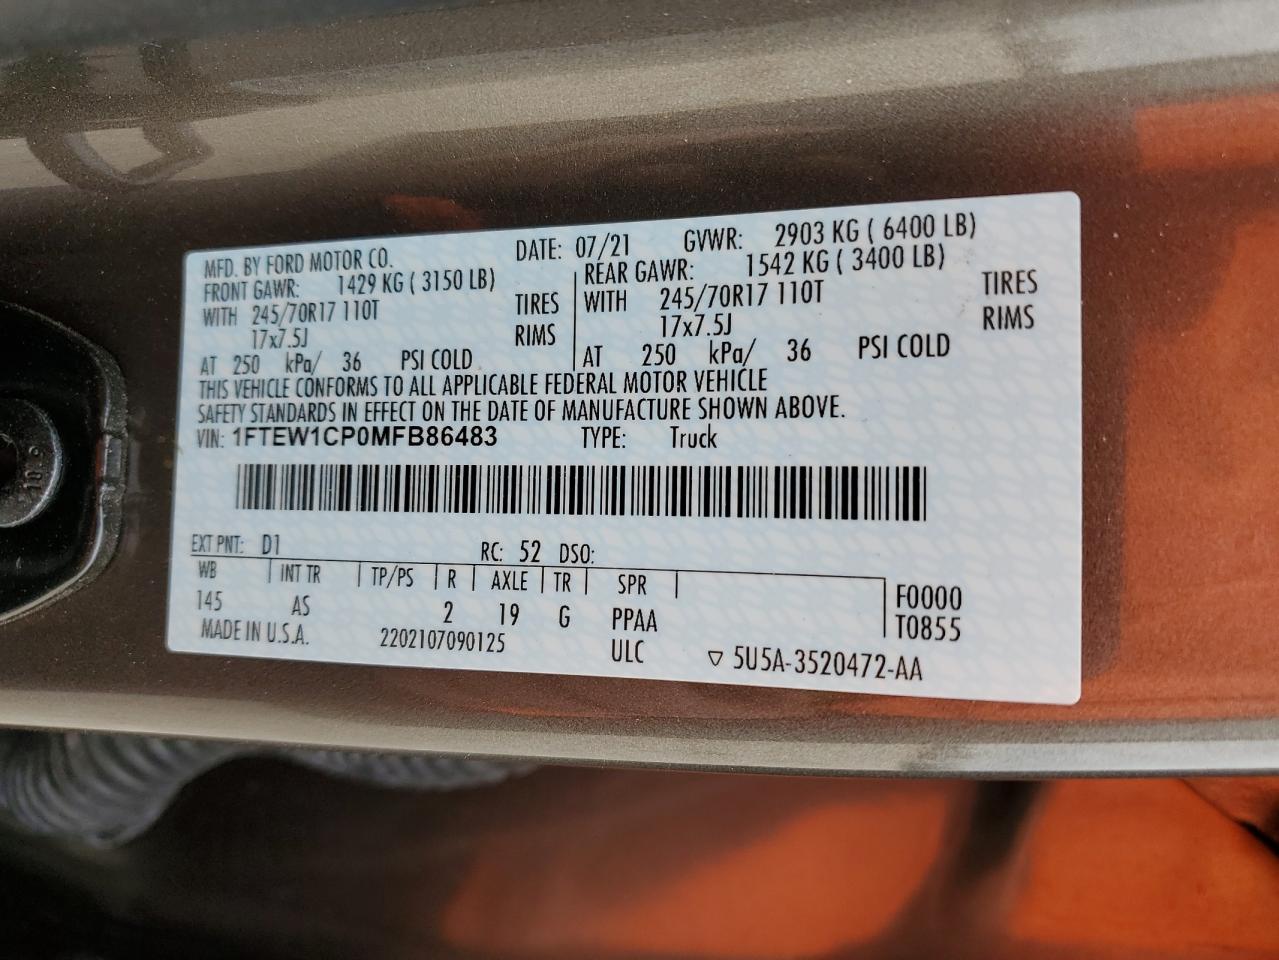 MFD. BY FORD MOTOR CO. DATE: 07/21 GVWR: 2903 KG ( 6400 LB)
FRONT GAWR: 1429 KG ( 3150 LB) REAR GAWR: 1542 KG ( 3400 LB)
WITH 245/70R17 110T TIRES WITH 245/70R17 110T TIRES
17x7.5J RIMS 17x7.5J RIMS
AT 250 kPa/ 36 PSI COLD AT 250 kPa/ 36 PSI COLD
THIS VEHICLE CONFORMS TO ALL APPLICABLE FEDERAL MOTOR VEHICLE
SAFETY STANDARDS IN EFFECT ON THE DATE OF MANUFACTURE SHOWN ABOVE.
VIN: 1FTEW1CP0MFB86483 TYPE: Truck
EXT PNT: D1 RC: 52 DSO:
WB INT TR TP/PS R AXLE TR SPR F0000
145 AS 2 19 G PPAA T0855
MADE IN U.S.A. 2202107090125 ULC ▽ 5U5A-3520472-AA